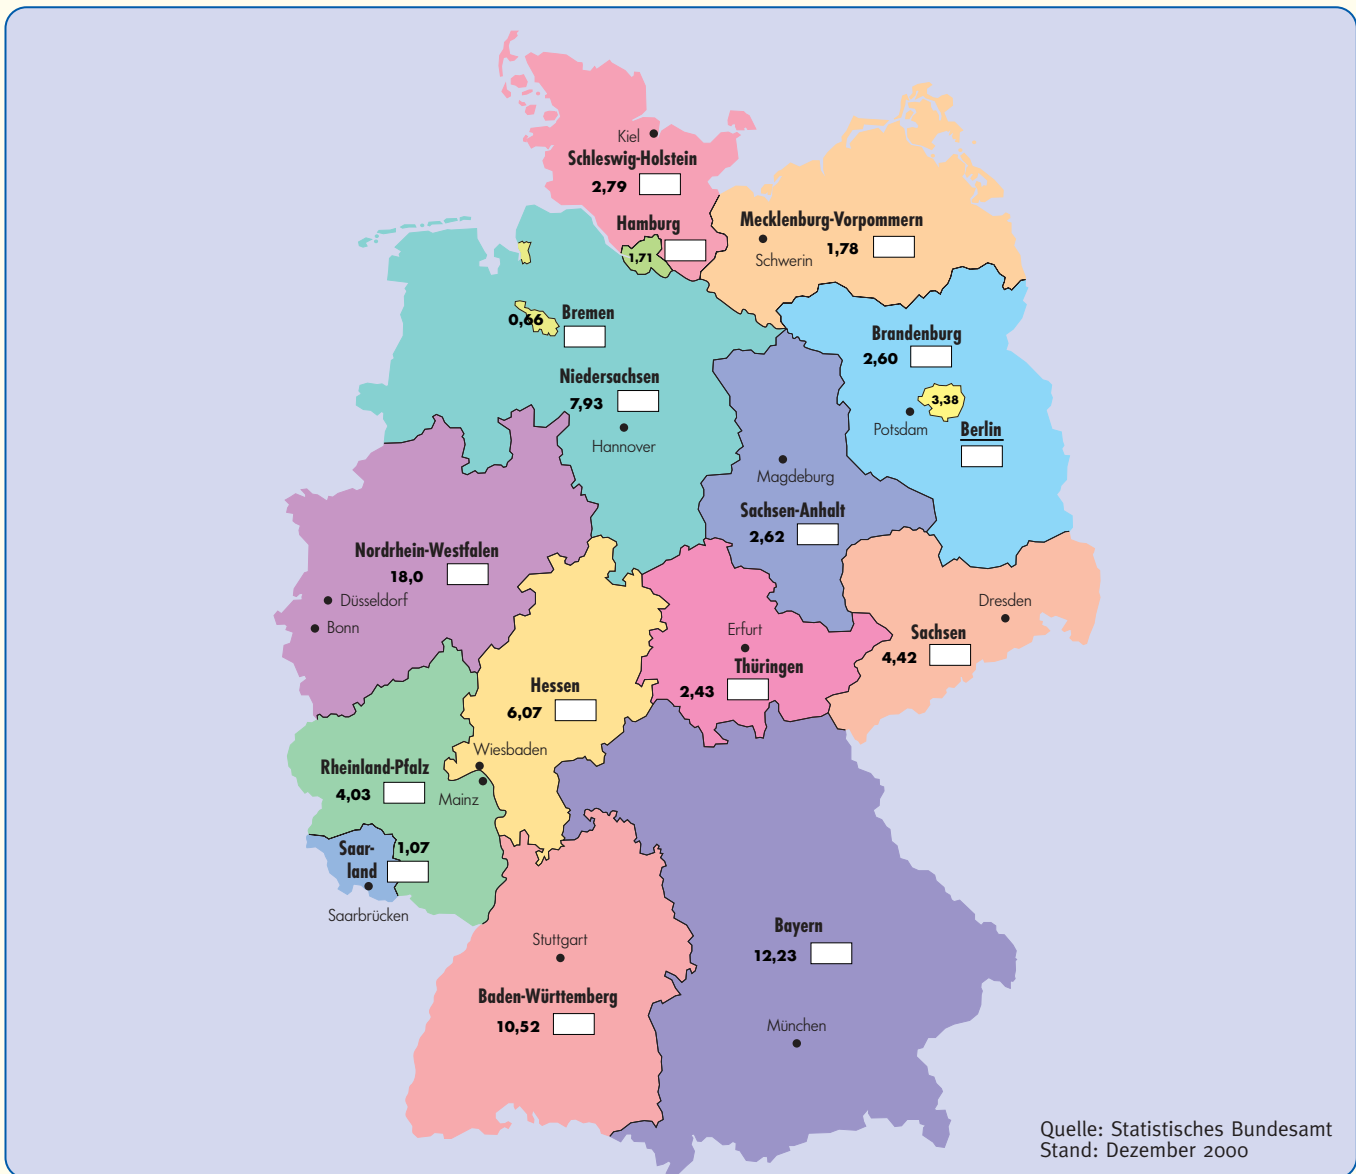 Kiel
Schleswig-Holstein
2,79
Hamburg
1,71
Mecklenburg-Vorpommern
1,78
Schwerin
Bremen
0,66
Brandenburg
2,60
3,38
Potsdam
Berlin
Niedersachsen
7,93
Hannover
Magdeburg
Sachsen-Anhalt
2,62
Nordrhein-Westfalen
18,0
Düsseldorf
Bonn
Dresden
Sachsen
4,42
Erfurt
Thüringen
2,43
Hessen
6,07
Wiesbaden
Rheinland-Pfalz
4,03
Mainz
Saar-
land
1,07
Saarbrücken
Stuttgart
Baden-Württemberg
10,52
Bayern
12,23
München
Quelle: Statistisches Bundesamt
Stand: Dezember 2000